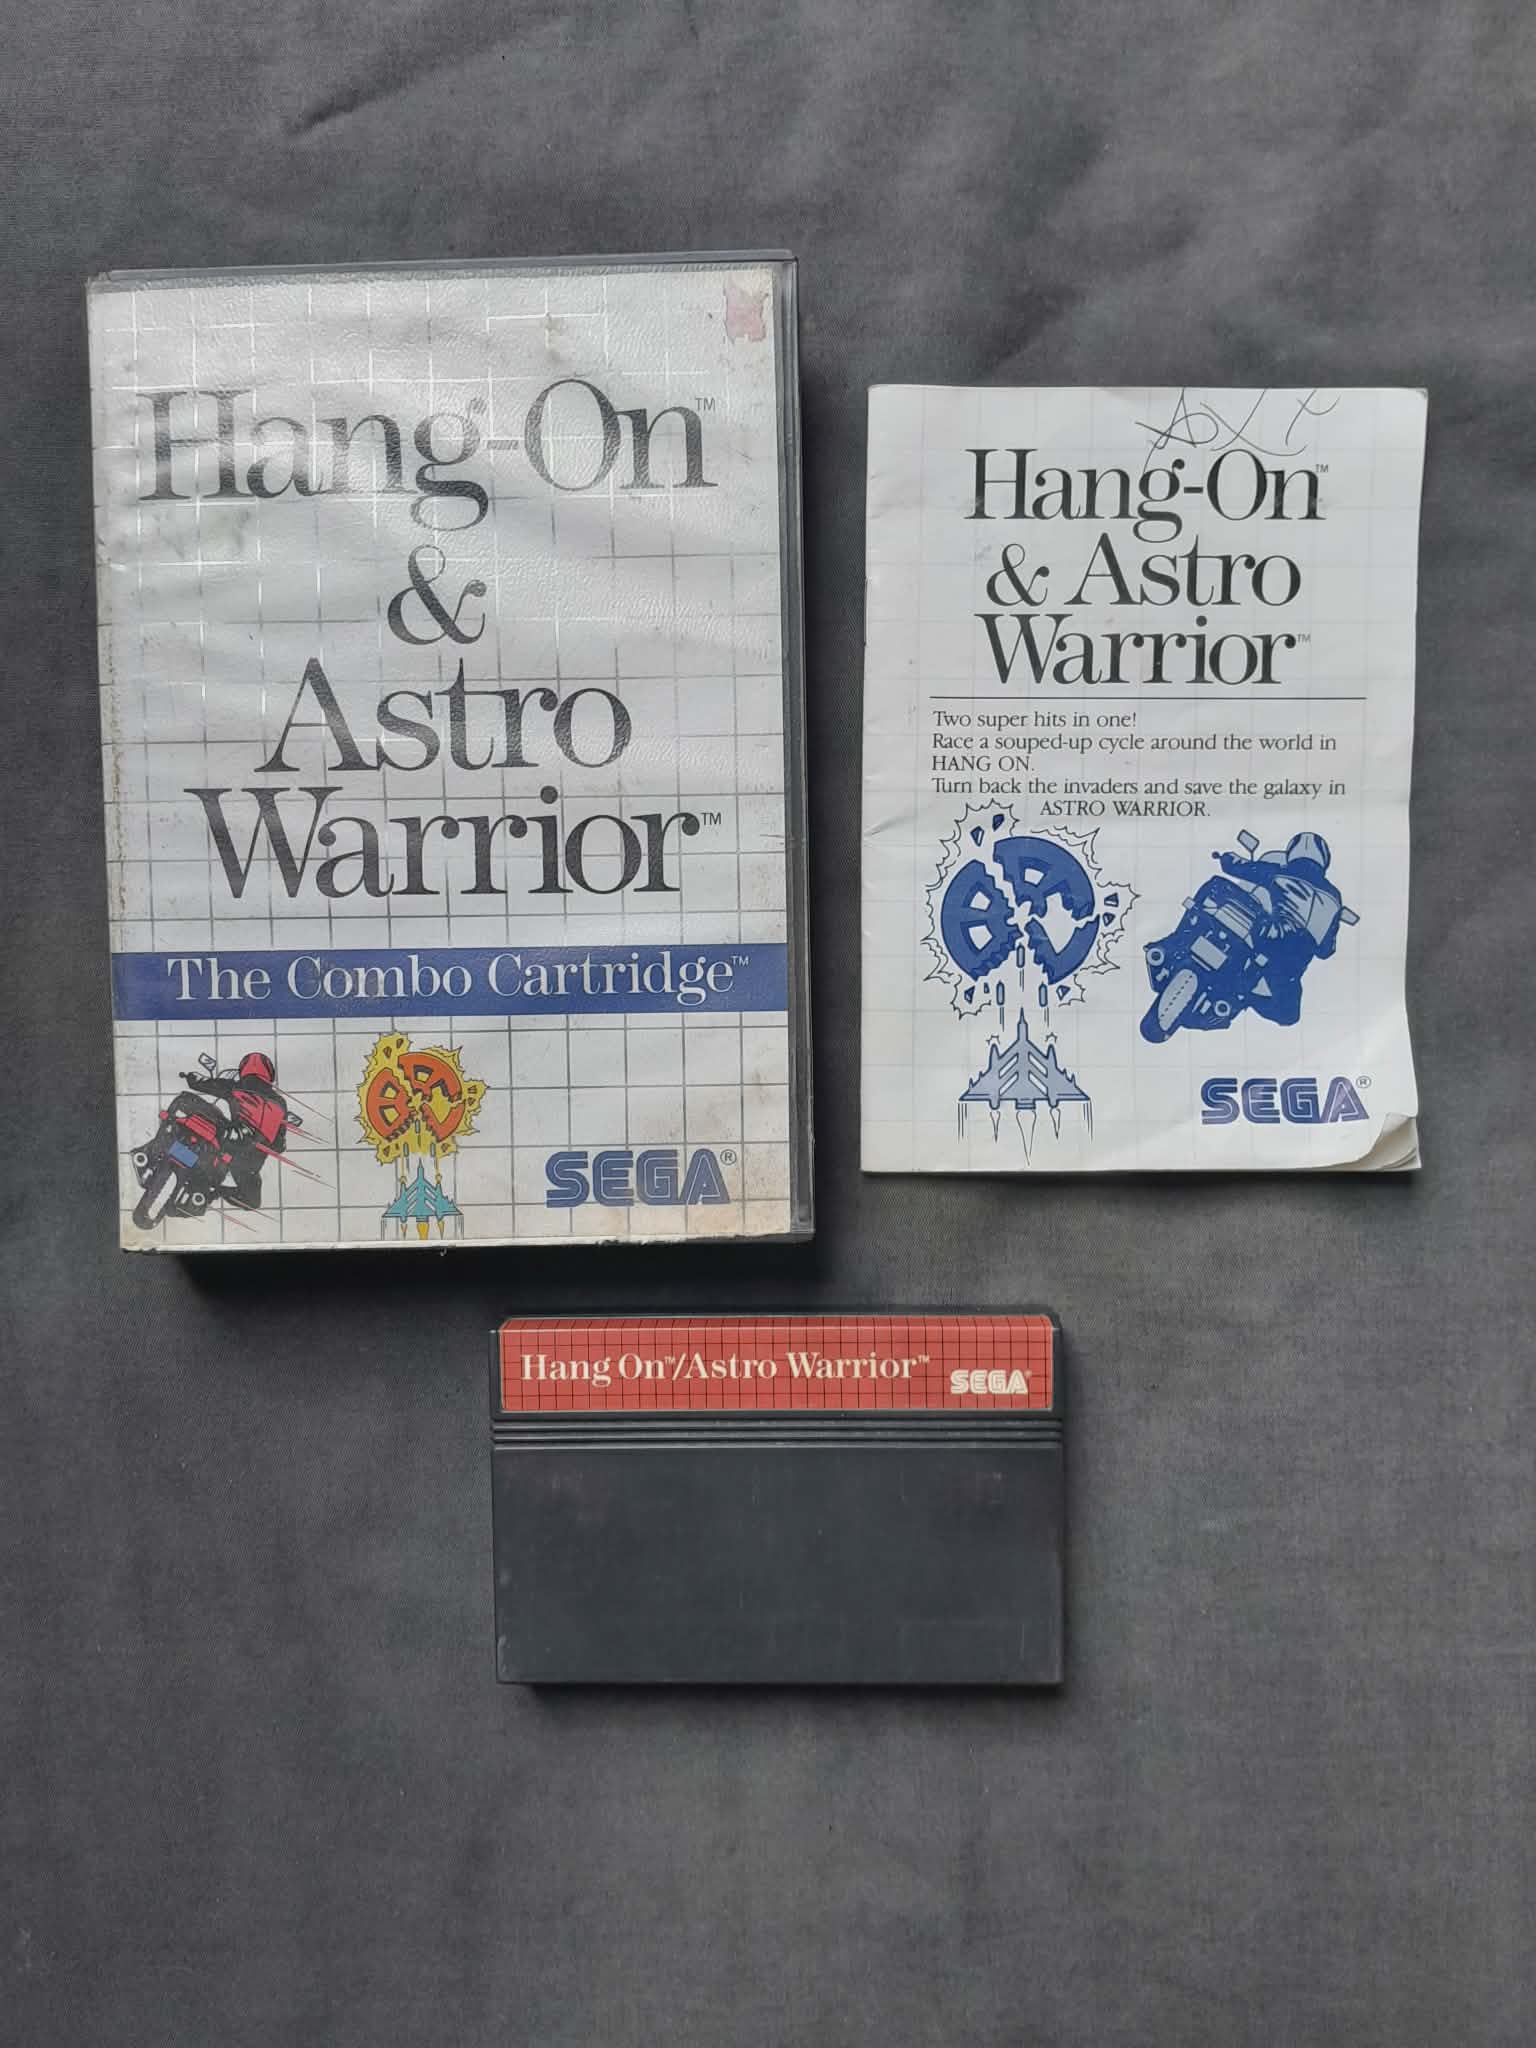 Hang-On™
&
Astro
Warrior™
The Combo Cartridge™
SEGA®
Hang-On™
& Astro
Warrior™
Two super hits in one!
Race a souped-up cycle around the world in
HANG ON.
Turn back the invaders and save the galaxy in
ASTRO WARRIOR.
SEGA®
Hang On™/Astro Warrior™
SEGA®